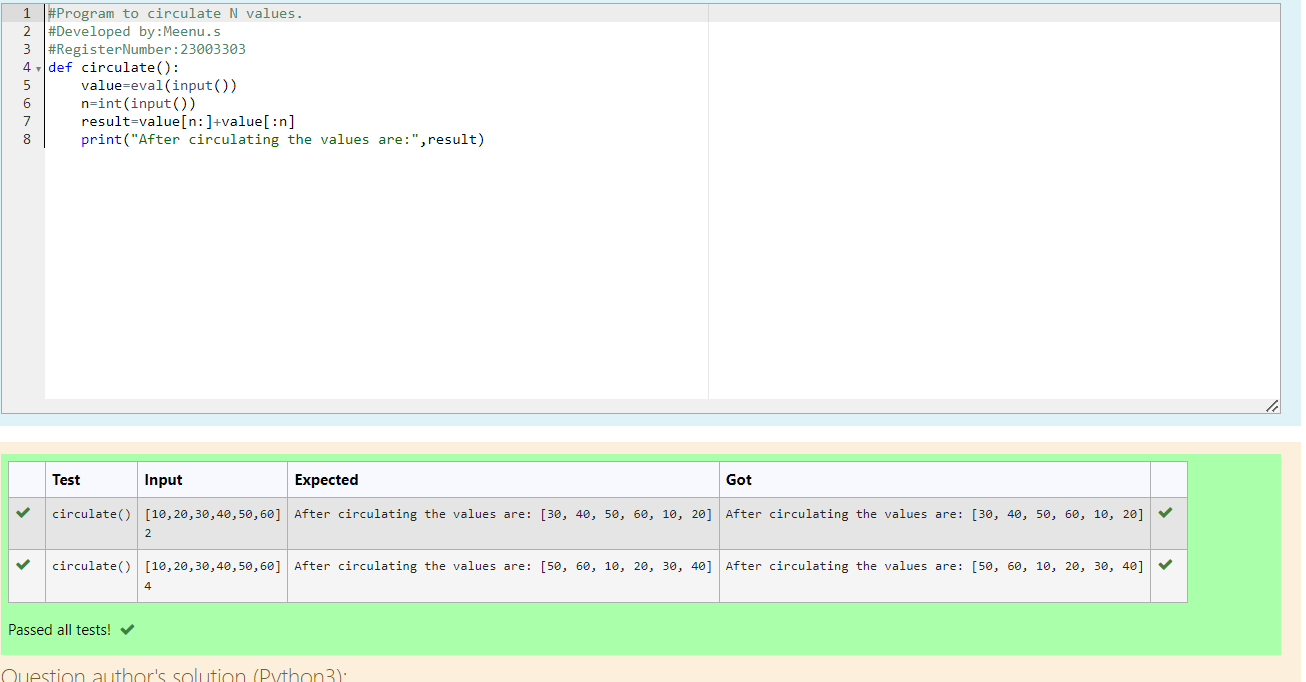 1 #Program to circulate N values.
2 #Developed by:Meenu.s
3 #RegisterNumber:23003303
4 def circulate():
5     value=eval(input())
6     n=int(input())
7     result=value[n:]+value[:n]
8     print("After circulating the values are:",result)
Test Input Expected Got
circulate() [10,20,30,40,50,60] After circulating the values are: [30, 40, 50, 60, 10, 20] After circulating the values are: [30, 40, 50, 60, 10, 20]
2
circulate() [10,20,30,40,50,60] After circulating the values are: [50, 60, 10, 20, 30, 40] After circulating the values are: [50, 60, 10, 20, 30, 40]
4
Passed all tests!
Question author's solution (Python3):